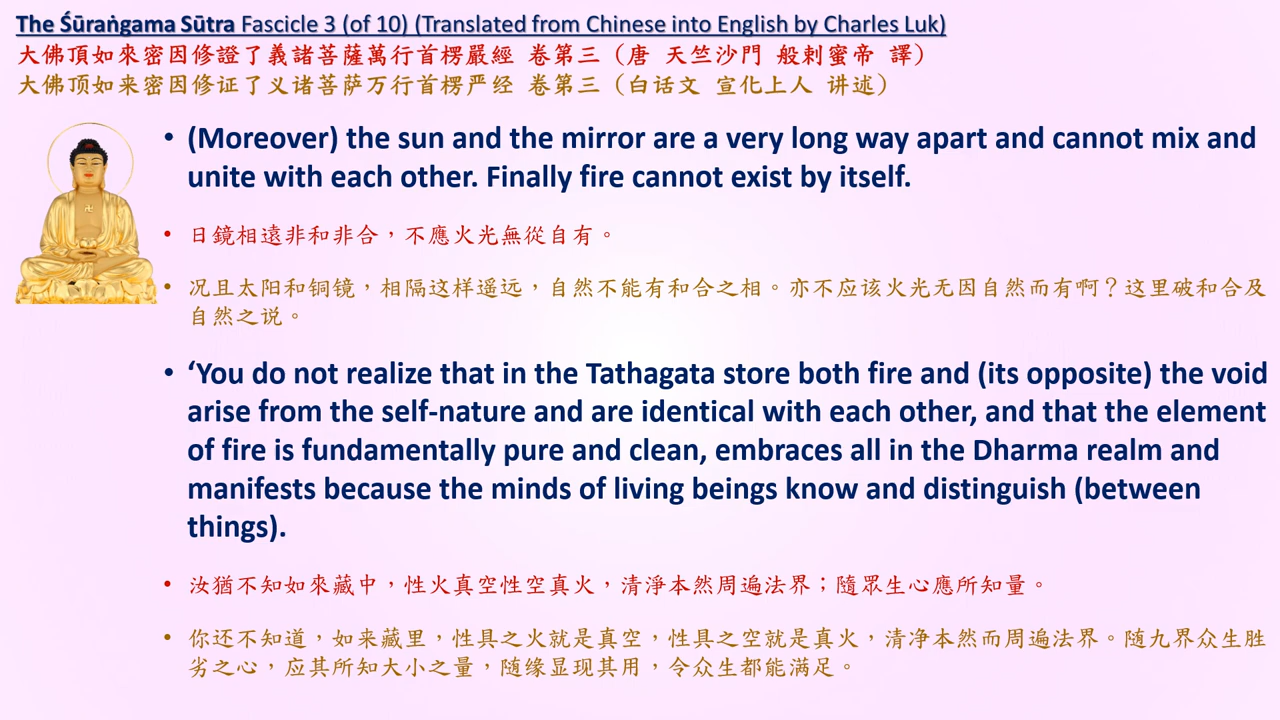 The Śūraṅgama Sūtra Fascicle 3 (of 10) (Translated from Chinese into English by Charles Luk)
大佛頂如來密因修證了義諸菩薩萬行首楞嚴經 卷第三（唐 天竺沙門 般剌蜜帝 譯）
大佛顶如来密因修证了义诸菩萨万行首楞严经 卷第三（白话文 宣化上人 讲述）
• (Moreover) the sun and the mirror are a very long way apart and cannot mix and
unite with each other. Finally fire cannot exist by itself.
• 日鏡相遠非和非合，不應火光無從自有。
• 况且太阳和铜镜，相隔这样遥远，自然不能有和合之相。亦不应该火光无因自然而有啊？这里破和合及
自然之说。
• ‘You do not realize that in the Tathagata store both fire and (its opposite) the void
arise from the self-nature and are identical with each other, and that the element
of fire is fundamentally pure and clean, embraces all in the Dharma realm and
manifests because the minds of living beings know and distinguish (between
things).
• 汝猶不知如來藏中，性火真空性空真火，清淨本然周遍法界；隨眾生心應所知量。
• 你还不知道，如来藏里，性具之火就是真空，性具之空就是真火，清净本然而周遍法界。随九界众生胜
劣之心，应其所知大小之量，随缘显现其用，令众生都能满足。